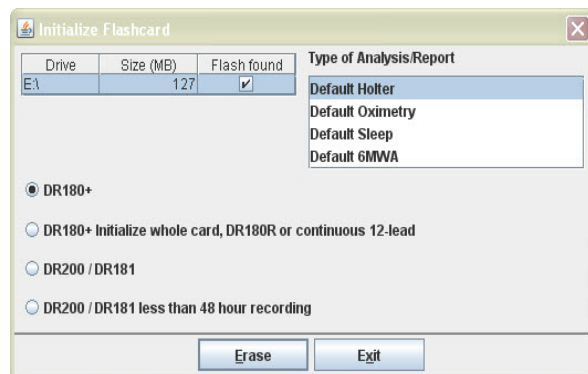 Initialize Flashcard
Drive Size (MB) Flash found
E:\ 127
Type of Analysis/Report
Default Holter
Default Oximetry
Default Sleep
Default 6MWA
DR180+
DR180+ Initialize whole card, DR180R or continuous 12-lead
DR200 / DR181
DR200 / DR181 less than 48 hour recording
Erase Exit